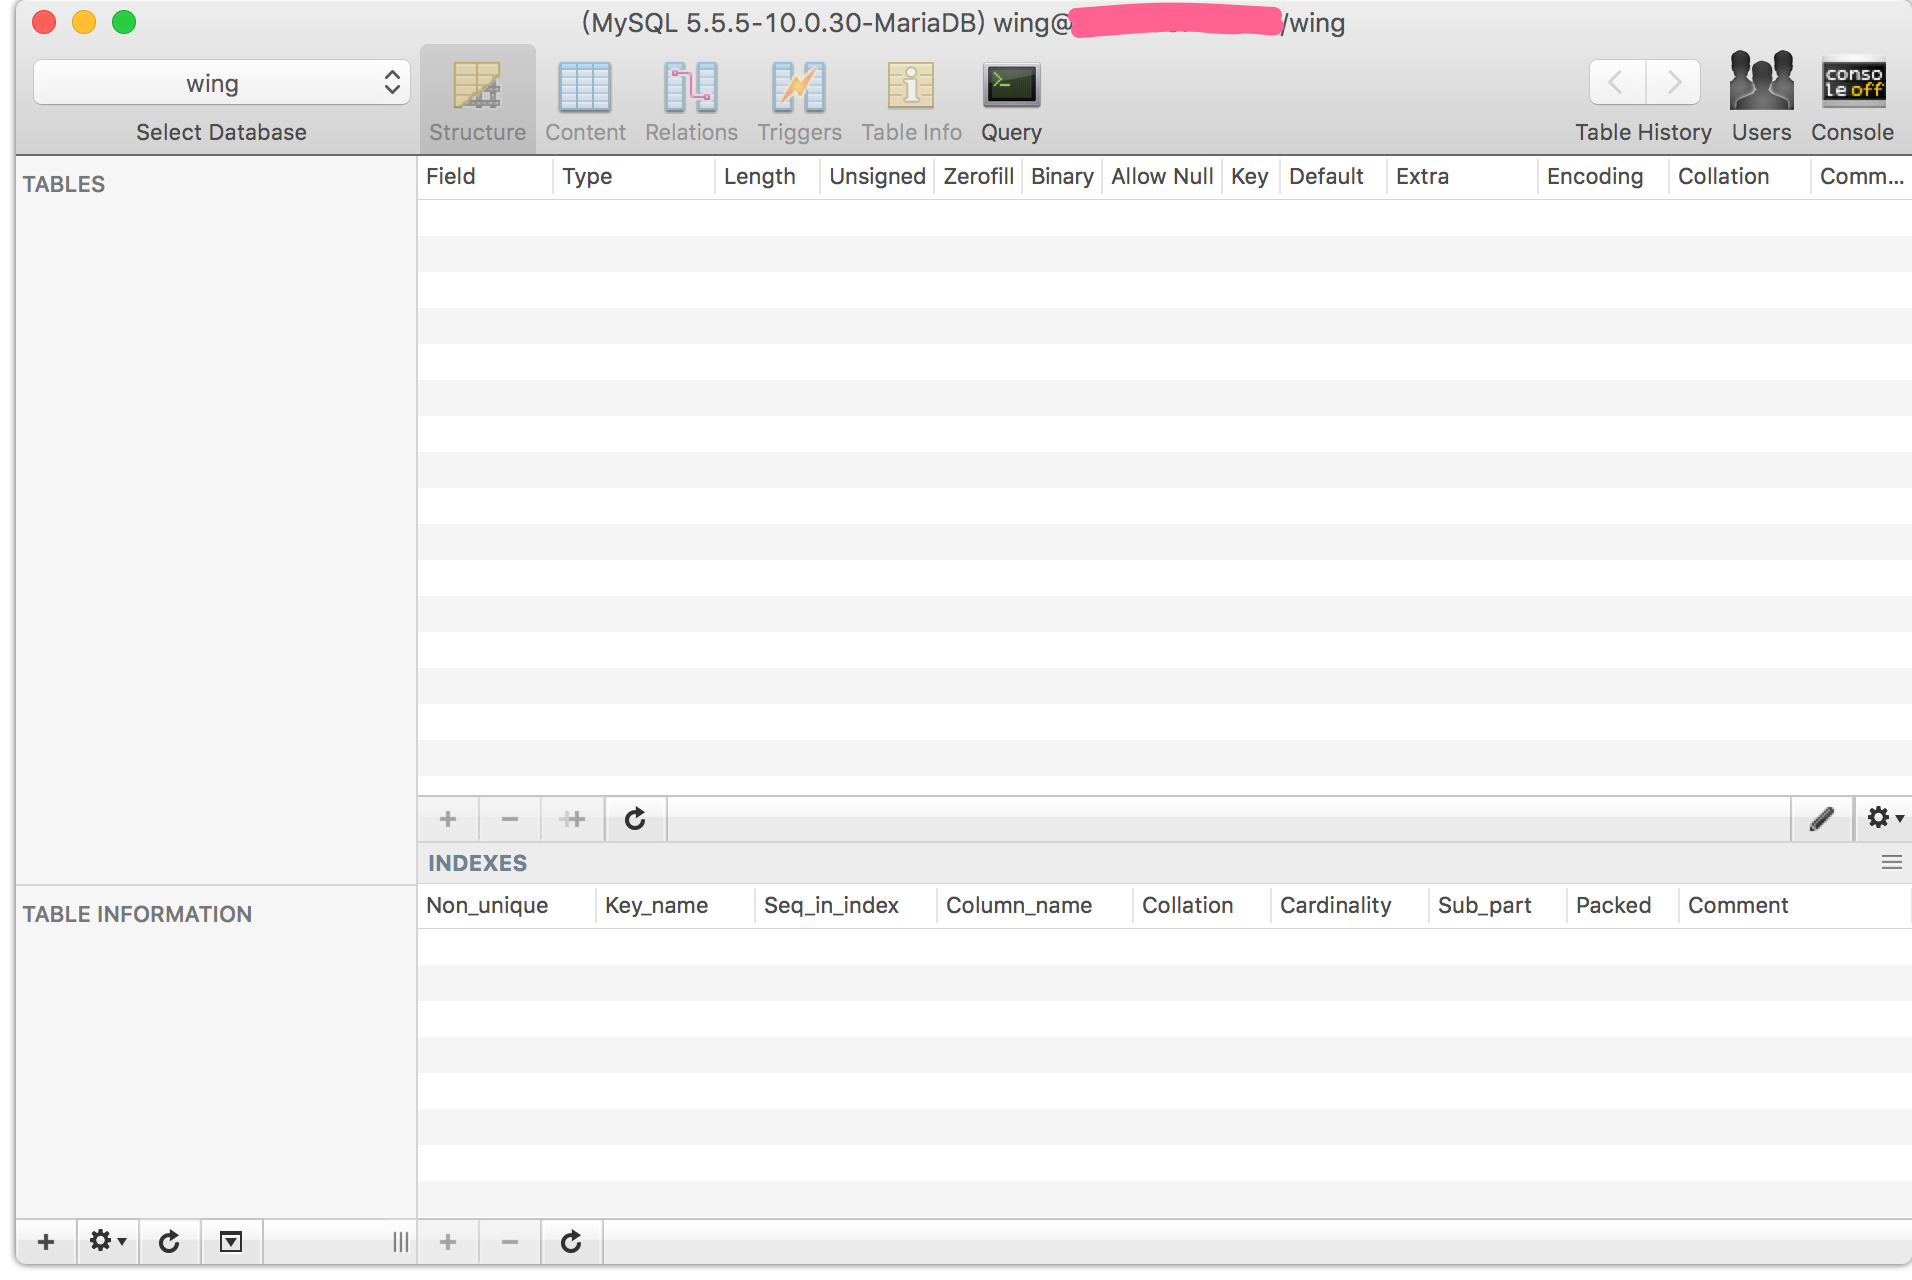 (MySQL 5.5.5-10.0.30-MariaDB) wing@ /wing
wing
Select Database
Structure Content Relations Triggers Table Info Query
conso
le off
Table History Users Console
TABLES
Field Type Length Unsigned Zerofill Binary Allow Null Key Default Extra Encoding Collation Comm...
INDEXES
Non_unique Key_name Seq_in_index Column_name Collation Cardinality Sub_part Packed Comment
TABLE INFORMATION